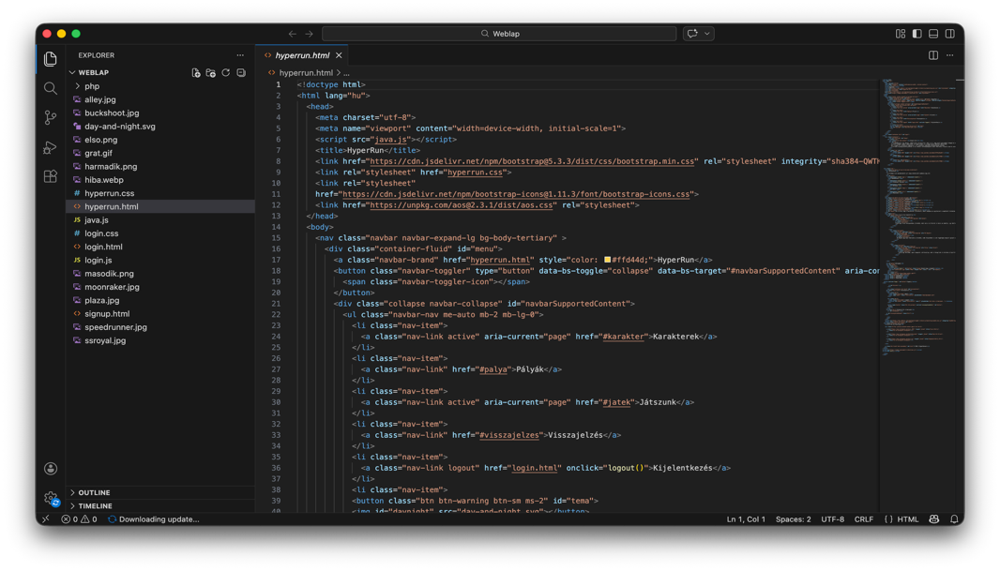 Weblap
EXPLORER
WEBLAP
php
alley.jpg
buckshoot.jpg
day-and-night.svg
elso.png
grat.gif
harmadik.png
hiba.webp
# hyperrun.css
<> hyperrun.html
JS java.js
# login.css
<> login.html
JS login.js
masodik.png
moonraker.jpg
plaza.jpg
<> signup.html
speedrunner.jpg
ssroyal.jpg
OUTLINE
TIMELINE
<> hyperrun.html
<> hyperrun.html > ...
1 <!doctype html>
2 <html lang="hu">
3 <head>
4 <meta charset="utf-8">
5 <meta name="viewport" content="width=device-width, initial-scale=1">
6 <script src="java.js"></script>
7 <title>HyperRun</title>
8 <link href="https://cdn.jsdelivr.net/npm/bootstrap@5.3.3/dist/css/bootstrap.min.css" rel="stylesheet" integrity="sha384-QWTK
9 <link rel="stylesheet" href="hyperrun.css">
10 <link rel="stylesheet"
11 href="https://cdn.jsdelivr.net/npm/bootstrap-icons@1.11.3/font/bootstrap-icons.css">
12 <link href="https://unpkg.com/aos@2.3.1/dist/aos.css" rel="stylesheet">
13 </head>
14 <body>
15 <nav class="navbar navbar-expand-lg bg-body-tertiary" >
16 <div class="container-fluid" id="menu">
17 <a class="navbar-brand" href="hyperrun.html" style="color: #ffd44d;">HyperRun</a>
18 <button class="navbar-toggler" type="button" data-bs-toggle="collapse" data-bs-target="#navbarSupportedContent" aria-con
19 <span class="navbar-toggler-icon"></span>
20 </button>
21 <div class="collapse navbar-collapse" id="navbarSupportedContent">
22 <ul class="navbar-nav me-auto mb-2 mb-lg-0">
23 <li class="nav-item">
24 <a class="nav-link active" aria-current="page" href="#karakter">Karakterek</a>
25 </li>
26 <li class="nav-item">
27 <a class="nav-link" href="#palya">Pályák</a>
28 </li>
29 <li class="nav-item">
30 <a class="nav-link active" aria-current="page" href="#jatek">Játszunk</a>
31 </li>
32 <li class="nav-item">
33 <a class="nav-link" href="#visszajelzes">Visszajelzés</a>
34 </li>
35 <li class="nav-item">
36 <a class="nav-link logout" href="login.html" onclick="logout()">Kijelentkezés</a>
37 </li>
38 <li class="nav-item">
39 <button class="btn btn-warning btn-sm ms-2" id="tema">
40 <img id="daynight" src="day-and-night.svg"></button>
0 0 Downloading update...
Ln 1, Col 1 Spaces: 2 UTF-8 CRLF { } HTML